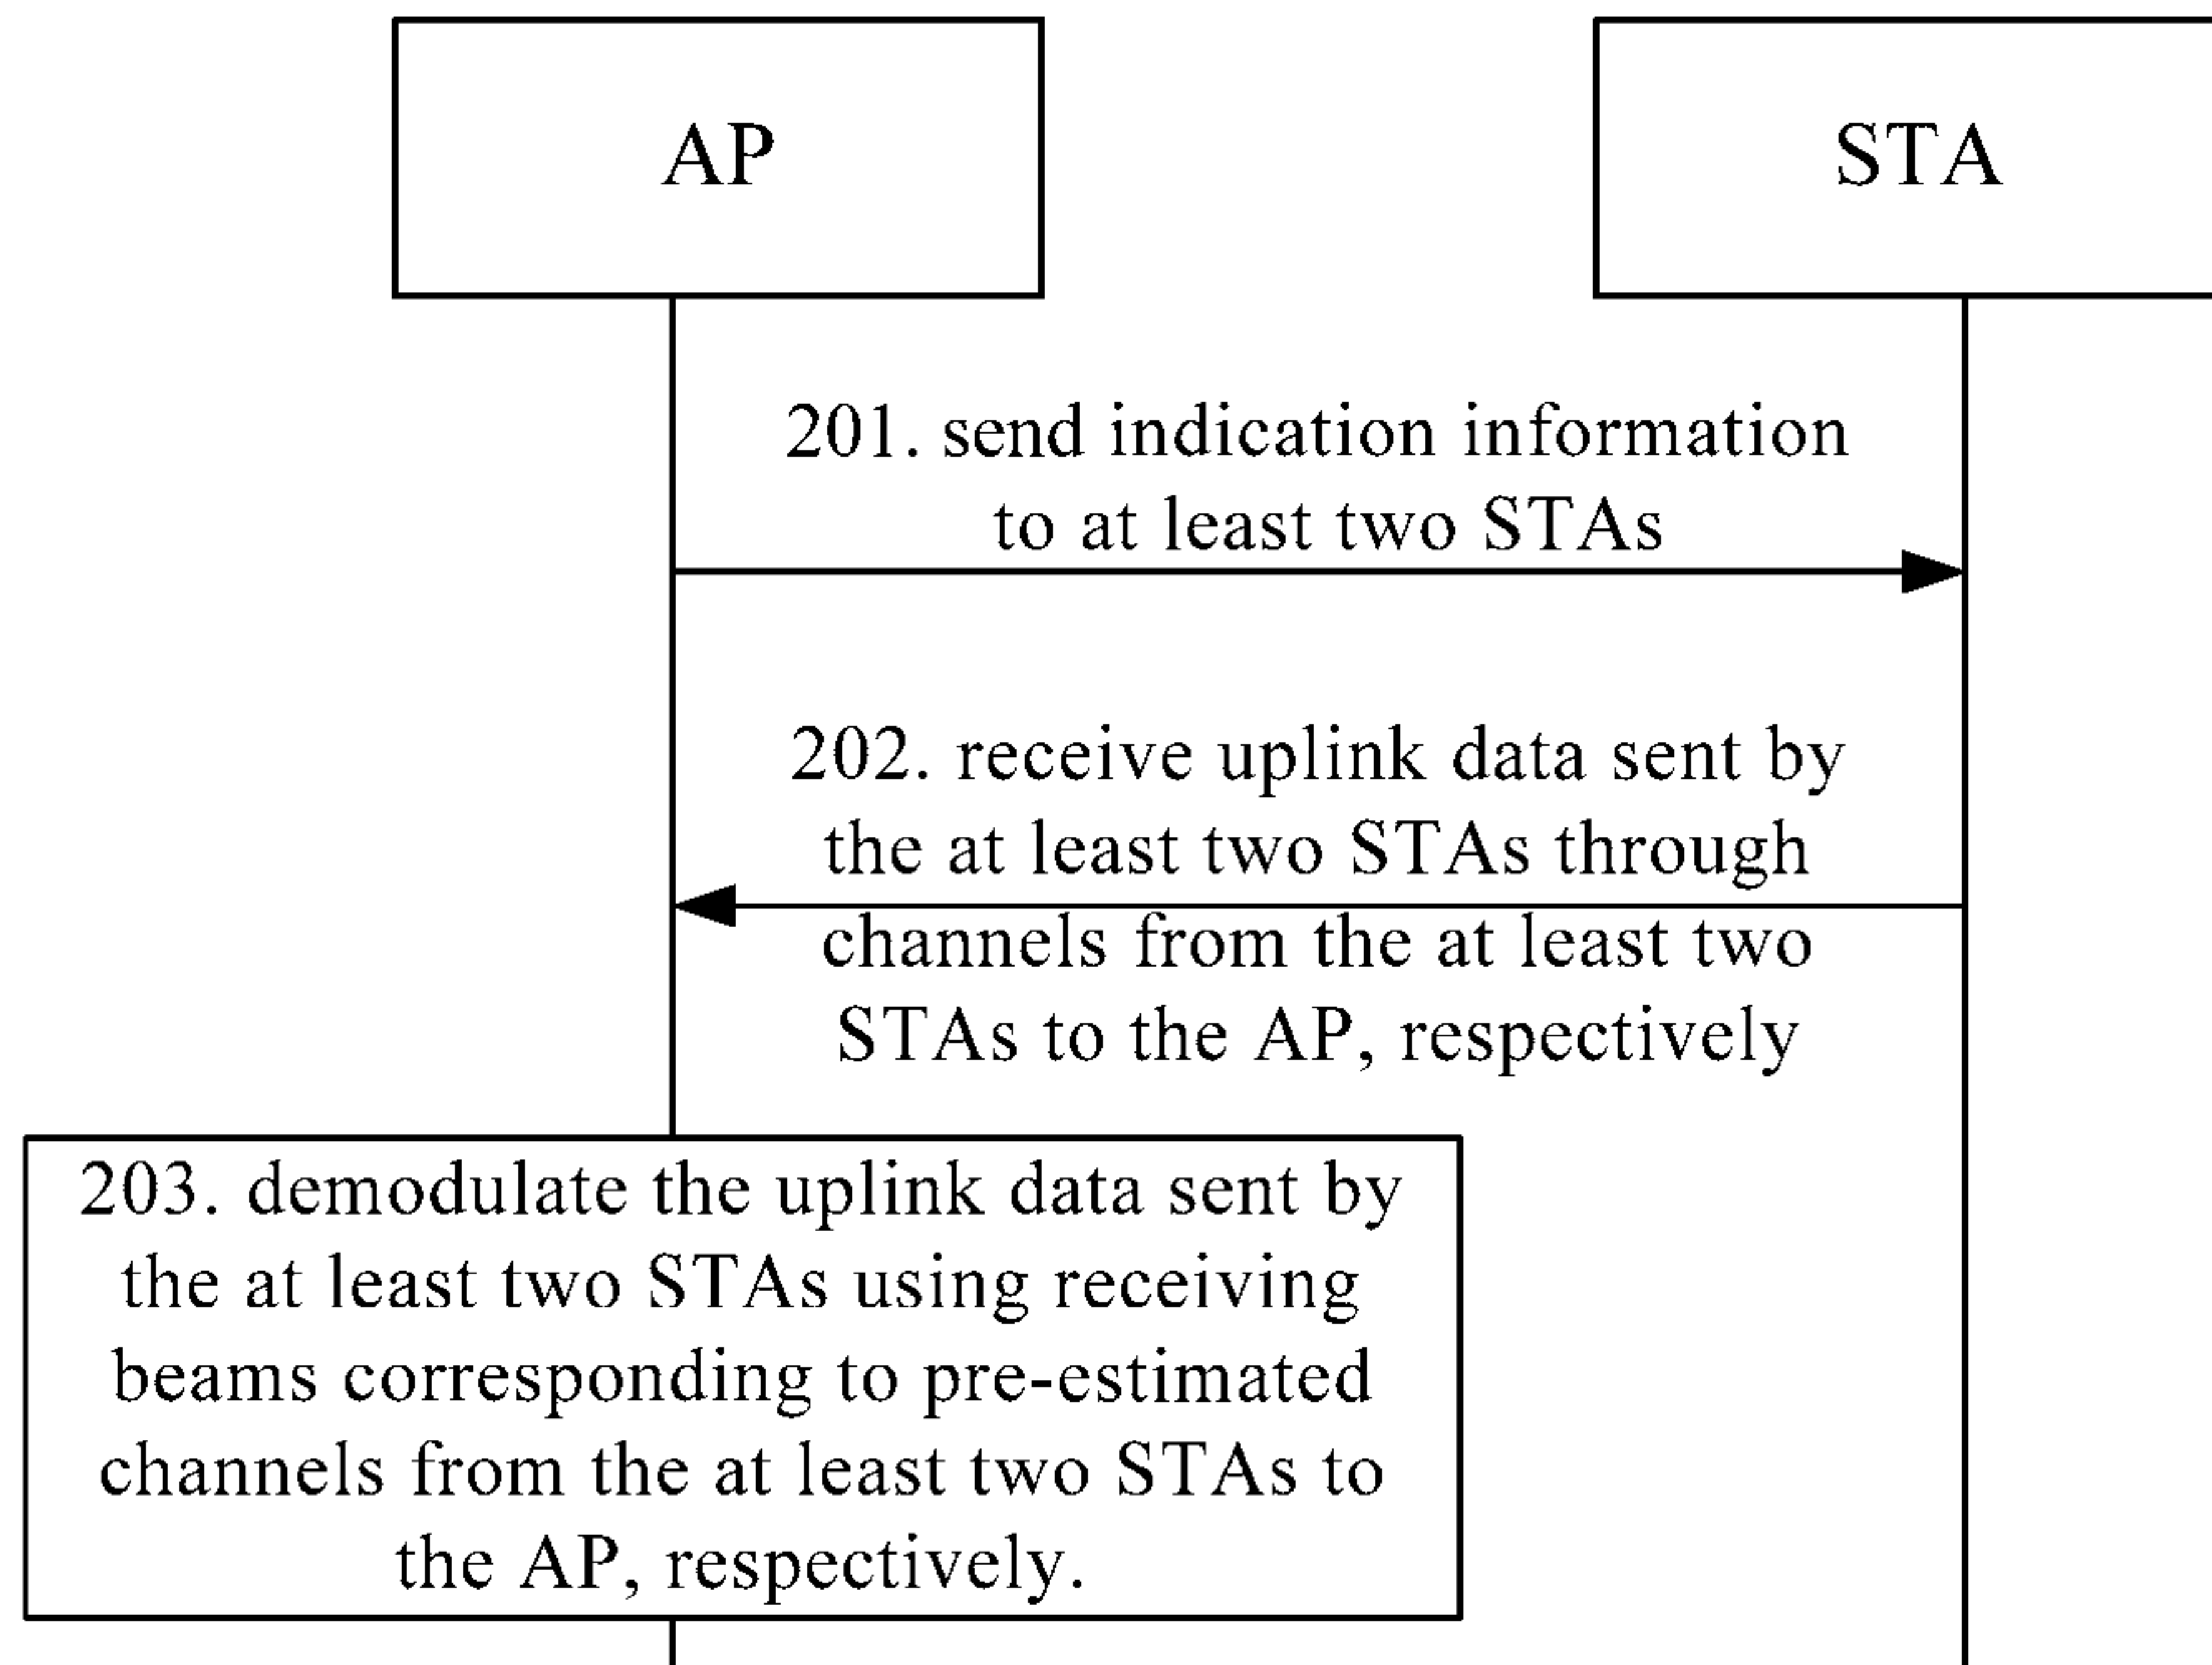 AP
STA
201. send indication information
to at least two STAs
202. receive uplink data sent by
the at least two STAs through
channels from the at least two
STAs to the AP, respectively
203. demodulate the uplink data sent by
the at least two STAs using receiving
beams corresponding to pre-estimated
channels from the at least two STAs to
the AP, respectively.